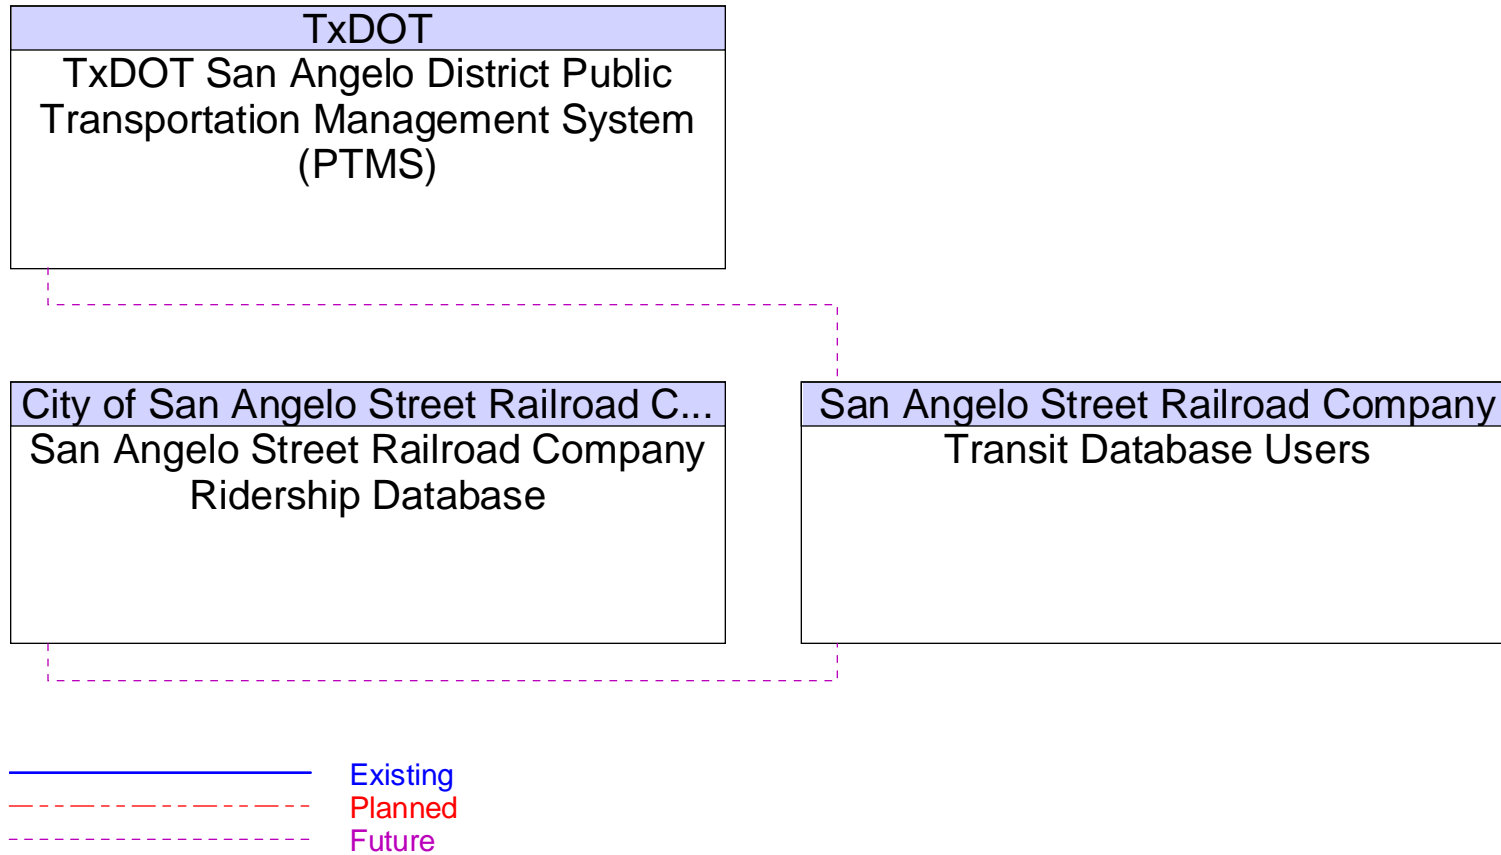 TxDOT
TxDOT San Angelo District Public
Transportation Management System
(PTMS)
City of San Angelo Street Railroad C...
San Angelo Street Railroad Company
Ridership Database
San Angelo Street Railroad Company
Transit Database Users
Existing
Planned
Future